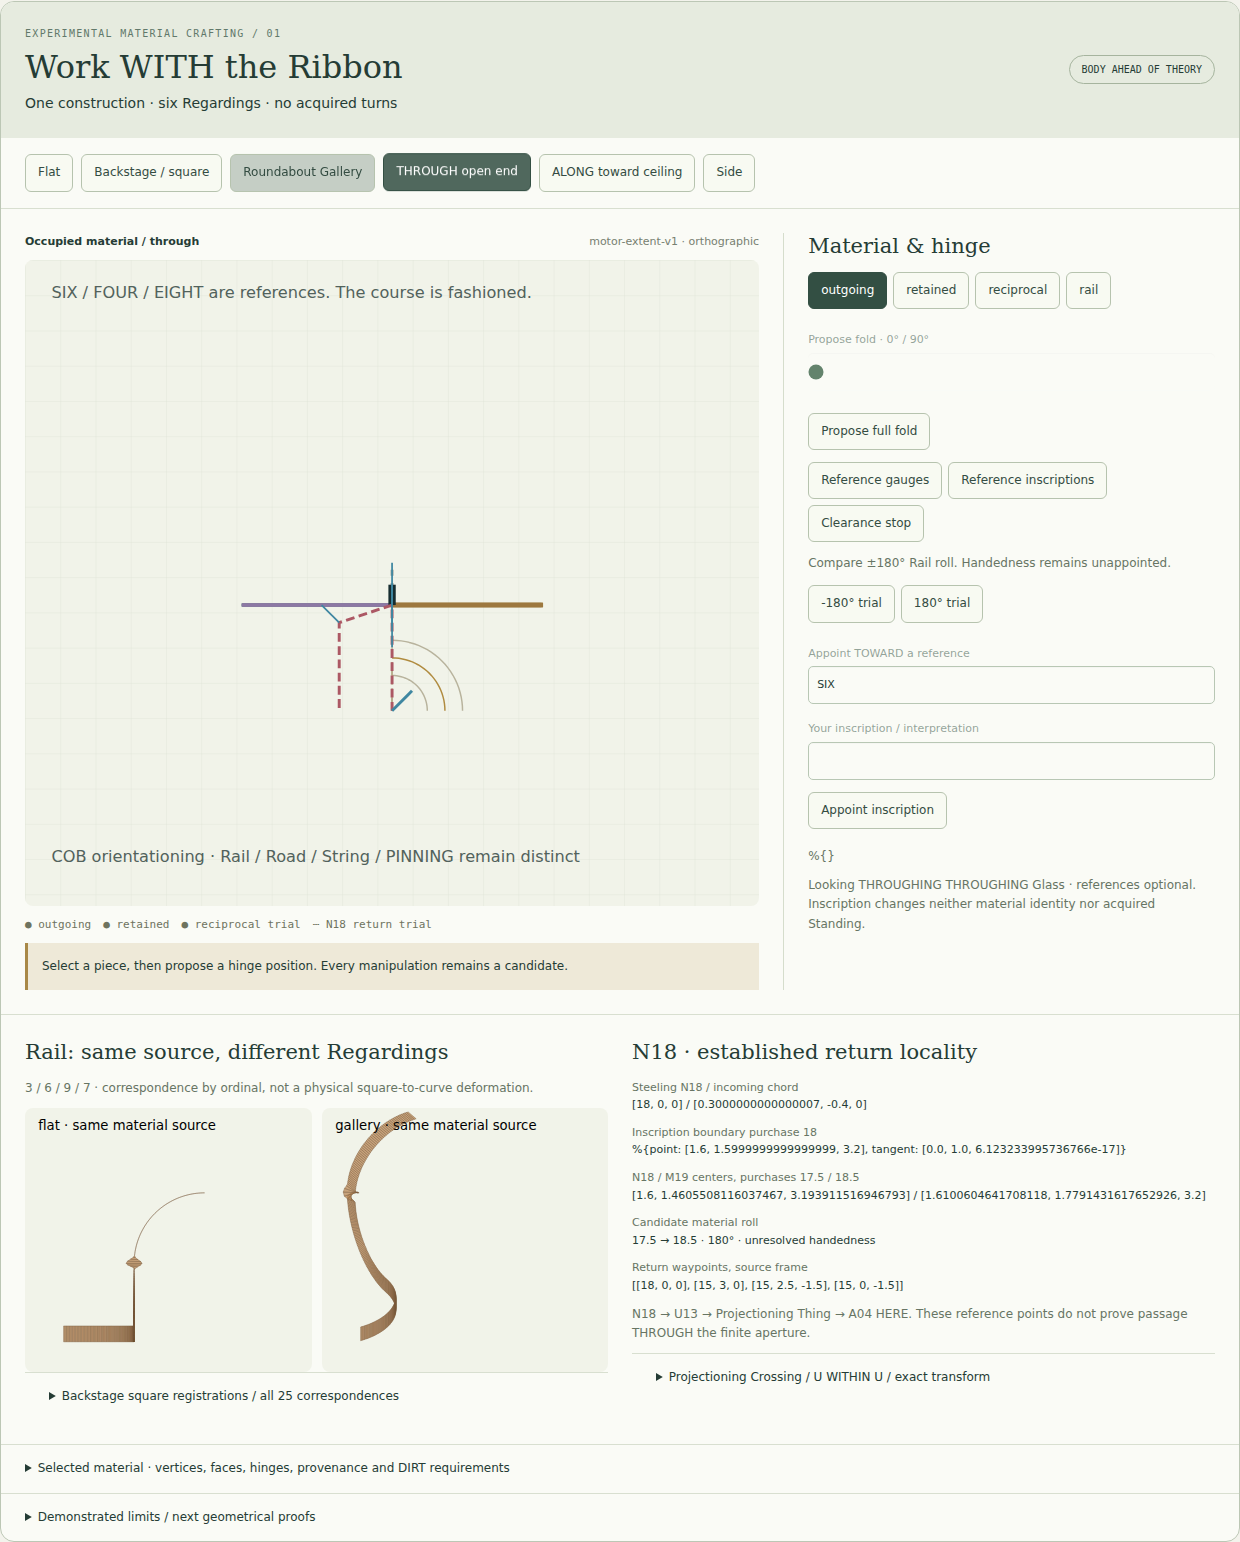 EXPERIMENTAL MATERIAL CRAFTING / 01
Work WITH the Ribbon
One construction · six Regardings · no acquired turns
BODY AHEAD OF THEORY
Flat
Backstage / square
Roundabout Gallery
THROUGH open end
ALONG toward ceiling
Side
Occupied material / through
motor-extent-v1 · orthographic
SIX / FOUR / EIGHT are references. The course is fashioned.
COB orientationing · Rail / Road / String / PINNING remain distinct
● outgoing ● retained ● reciprocal trial — N18 return trial
Select a piece, then propose a hinge position. Every manipulation remains a candidate.
Material & hinge
outgoing
retained
reciprocal
rail
Propose fold · 0° / 90°
Propose full fold
Reference gauges
Reference inscriptions
Clearance stop
Compare ±180° Rail roll. Handedness remains unappointed.
-180° trial
180° trial
Appoint TOWARD a reference
SIX
Your inscription / interpretation
Appoint inscription
%{}
Looking THROUGHING THROUGHING Glass · references optional.
Inscription changes neither material identity nor acquired
Standing.
Rail: same source, different Regardings
3 / 6 / 9 / 7 · correspondence by ordinal, not a physical square-to-curve deformation.
flat · same material source
gallery · same material source
▶ Backstage square registrations / all 25 correspondences
N18 · established return locality
Steeling N18 / incoming chord
[18, 0, 0] / [0.3000000000000007, -0.4, 0]
Inscription boundary purchase 18
%{point: [1.6, 1.5999999999999999, 3.2], tangent: [0.0, 1.0, 6.123233995736766e-17]}
N18 / M19 centers, purchases 17.5 / 18.5
[1.6, 1.4605508116037467, 3.193911516946793] / [1.6100604641708118, 1.7791431617652926, 3.2]
Candidate material roll
17.5 → 18.5 · 180° · unresolved handedness
Return waypoints, source frame
[[18, 0, 0], [15, 3, 0], [15, 2.5, -1.5], [15, 0, -1.5]]
N18 → U13 → Projectioning Thing → A04 HERE. These reference points do not prove passage
THROUGH the finite aperture.
▶ Projectioning Crossing / U WITHIN U / exact transform
▶ Selected material · vertices, faces, hinges, provenance and DIRT requirements
▶ Demonstrated limits / next geometrical proofs